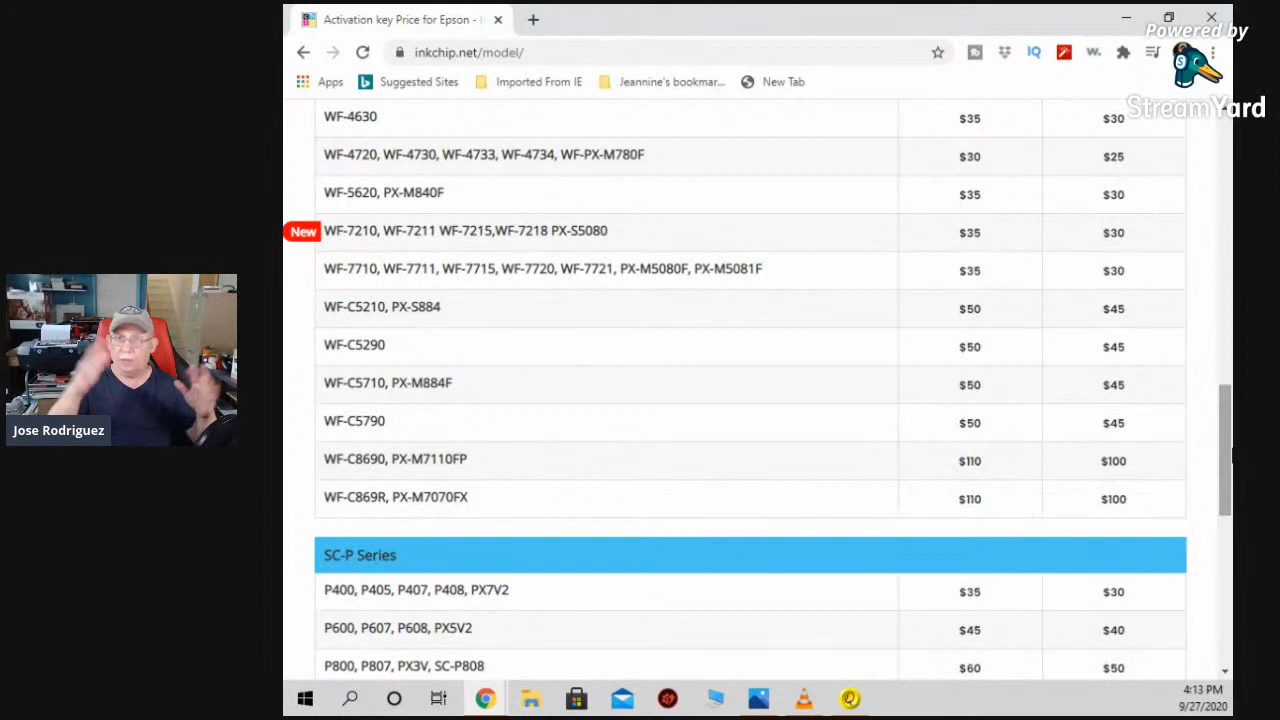 Activation key Price for Epson - I
Powered by
StreamYard
inkchip.net/model/
Apps
Suggested Sites
Imported From IE
Jeannine's bookmar...
New Tab
WF-4630 $35 $30
WF-4720, WF-4730, WF-4733, WF-4734, WF-PX-M780F $30 $25
WF-5620, PX-M840F $35 $30
New WF-7210, WF-7211 WF-7215,WF-7218 PX-S5080 $35 $30
WF-7710, WF-7711, WF-7715, WF-7720, WF-7721, PX-M5080F, PX-M5081F $35 $30
WF-C5210, PX-S884 $50 $45
WF-C5290 $50 $45
WF-C5710, PX-M884F $50 $45
WF-C5790 $50 $45
WF-C8690, PX-M7110FP $110 $100
WF-C869R, PX-M7070FX $110 $100
SC-P Series
P400, P405, P407, P408, PX7V2 $35 $30
P600, P607, P608, PX5V2 $45 $40
P800, P807, PX3V, SC-P808 $60 $50
Jose Rodriguez
4:13 PM
9/27/2020